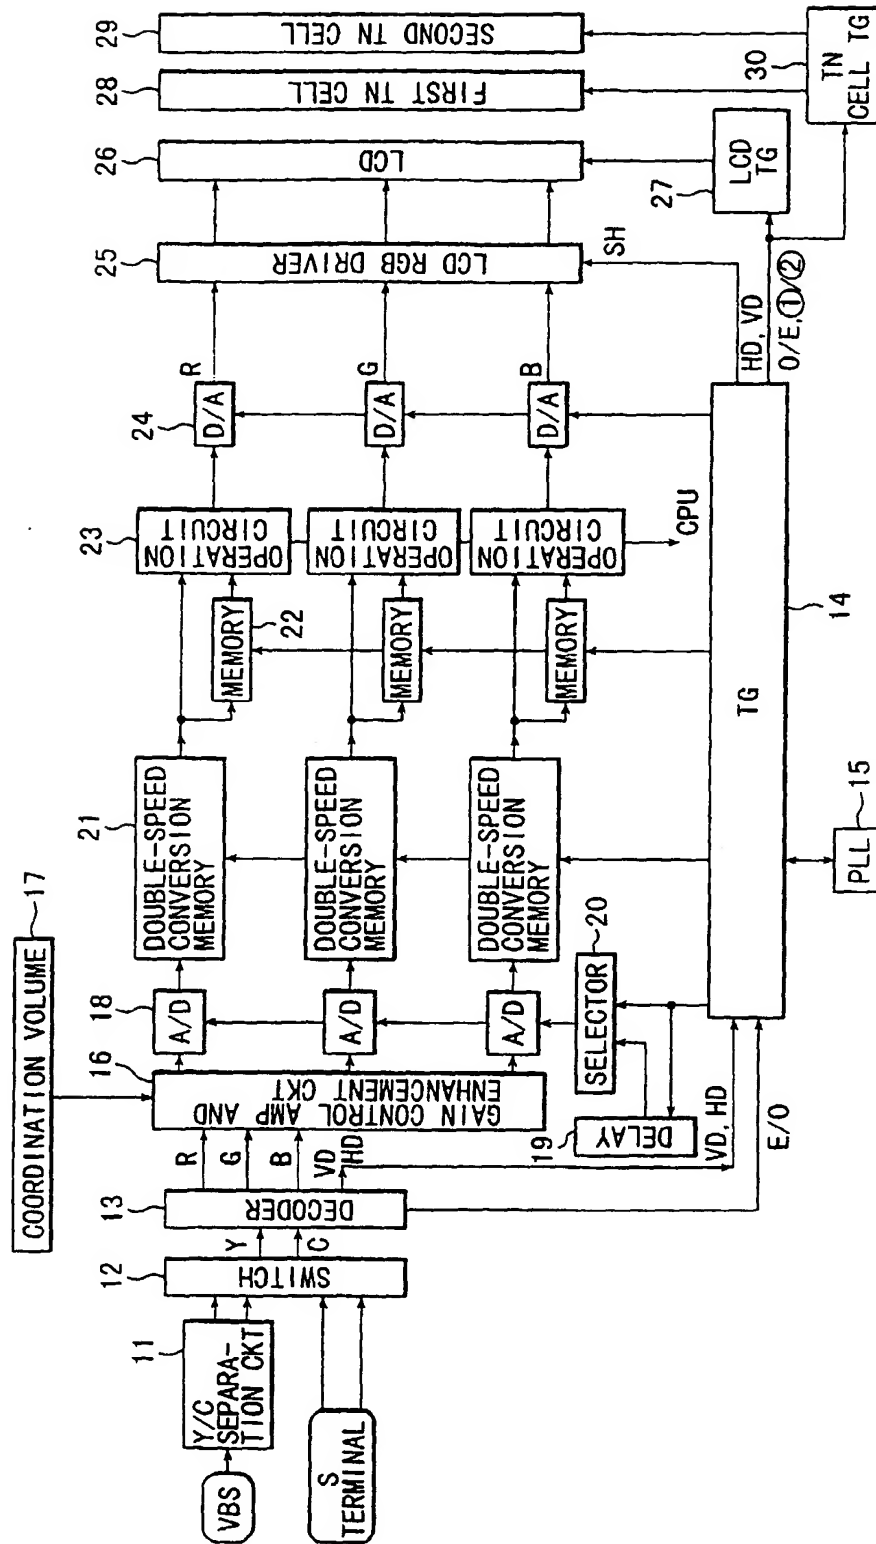 COORDINATION VOLUME
17
VBS
S
TERMINAL
Y/C
SEPARA-
TION CKT
11
SWITCH
12
Y
C
DECODER
13
R
G
B
VD
HD
GAIN CONTROL AMP AND
ENHANCEMENT CKT
16
A/D
18
A/D
A/D
DELAY
19
SELECTOR
20
VD, HD
E/O
DOUBLE-SPEED
CONVERSION
MEMORY
21
DOUBLE-SPEED
CONVERSION
MEMORY
DOUBLE-SPEED
CONVERSION
MEMORY
MEMORY
22
MEMORY
MEMORY
OPERATION
CIRCUIT
23
OPERATION
CIRCUIT
OPERATION
CIRCUIT
CPU
D/A
24
D/A
D/A
R
G
B
TG
14
PLL
15
LCD RGB DRIVER
25
SH
HD, VD
O/E,①/②
LCD
26
LCD
TG
27
FIRST TN CELL
28
SECOND TN CELL
29
TN
CELL TG
30